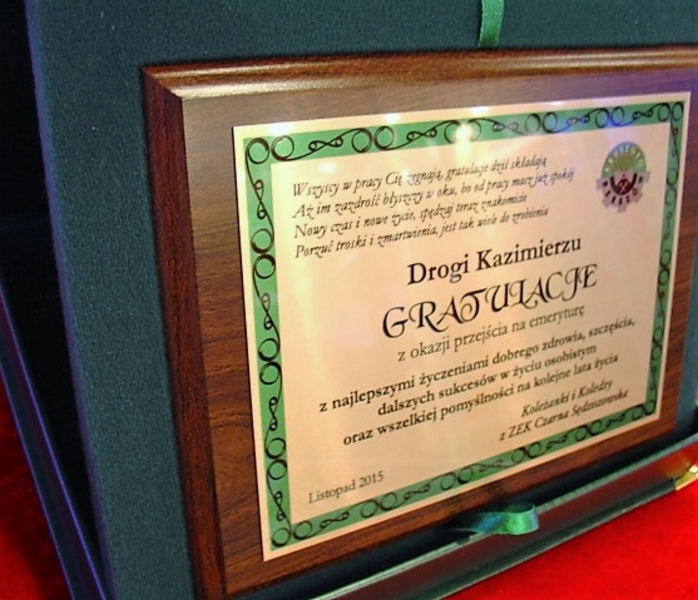 Wszyscy w pracy Cię żegnają, gratulacje dziś składają
Aż im zazdrość błyszczy w oku, bo od pracy masz już spokój
Nowy czas i nowe życie, spędzaj teraz znakomicie
Porzuć troski i zmartwienia, jest tak wiele do zrobienia
Drogi Kazimierzu
GRATULACJE
z okazji przejścia na emeryturę
z najlepszymi życzeniami dobrego zdrowia, szczęścia,
dalszych sukcesów w życiu osobistym
oraz wszelkiej pomyślności na kolejne lata życia
Koleżanki i Koledzy
z ZEK Czarna Sędziszowska
Listopad 2015